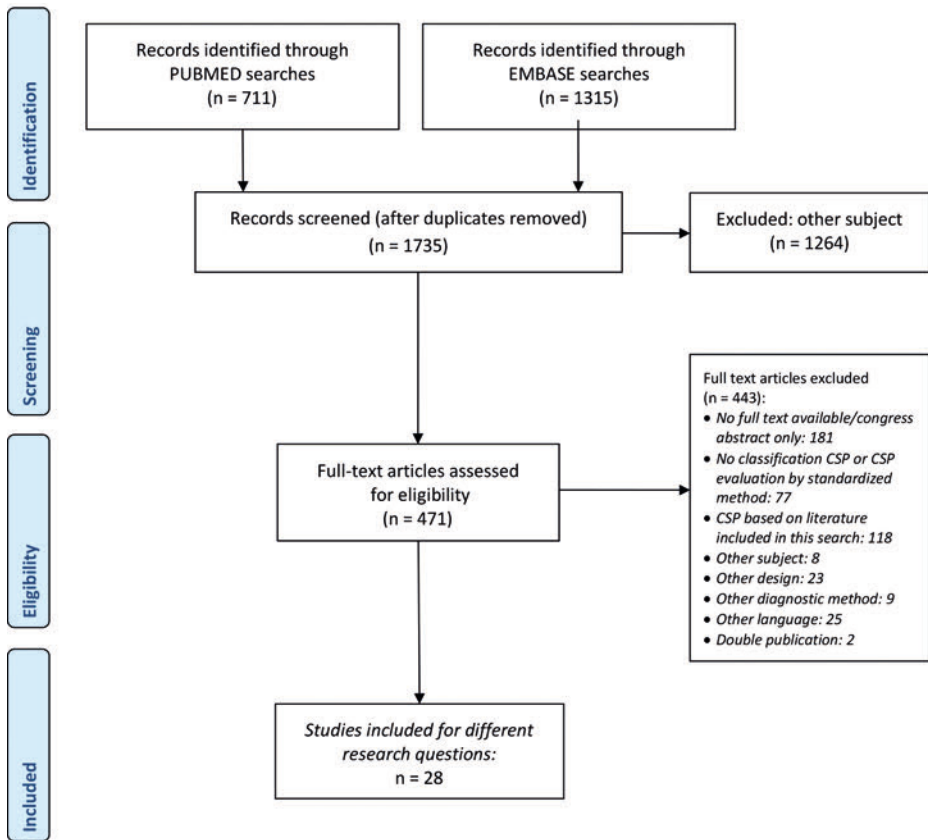 Identification
Records identified through
PUBMED searches
(n = 711)
Records identified through
EMBASE searches
(n = 1315)
Records screened (after duplicates removed)
(n = 1735)
Excluded: other subject
(n = 1264)
Screening
Full text articles excluded
(n = 443):
• No full text available/congress
abstract only: 181
• No classification CSP or CSP
evaluation by standardized
method: 77
• CSP based on literature
included in this search: 118
• Other subject: 8
• Other design: 23
• Other diagnostic method: 9
• Other language: 25
• Double publication: 2
Eligibility
Full-text articles assessed
for eligibility
(n = 471)
Included
Studies included for different
research questions:
n = 28